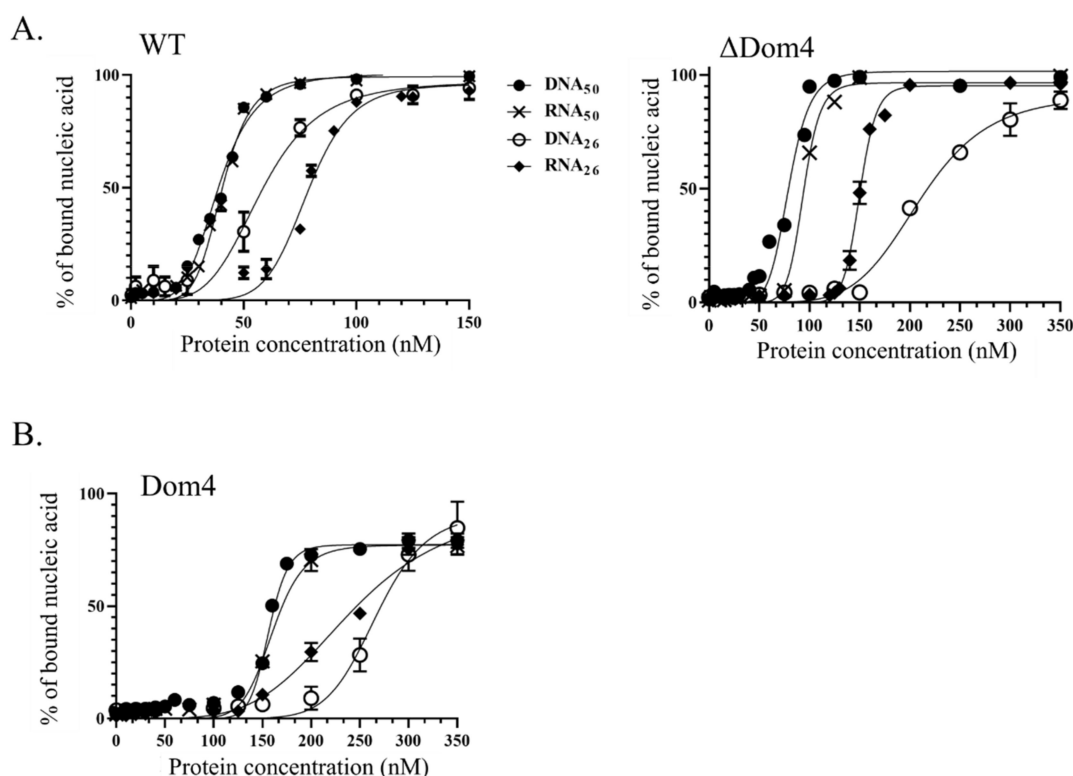 A.
WT
% of bound nucleic acid
100
50
0
0 50 100 150
Protein concentration (nM)
DNA50
RNA50
DNA26
RNA26
ΔDom4
% of bound nucleic acid
100
50
0
0 50 100 150 200 250 300 350
Protein concentration (nM)
B.
Dom4
% of bound nucleic acid
100
50
0
0 50 100 150 200 250 300 350
Protein concentration (nM)